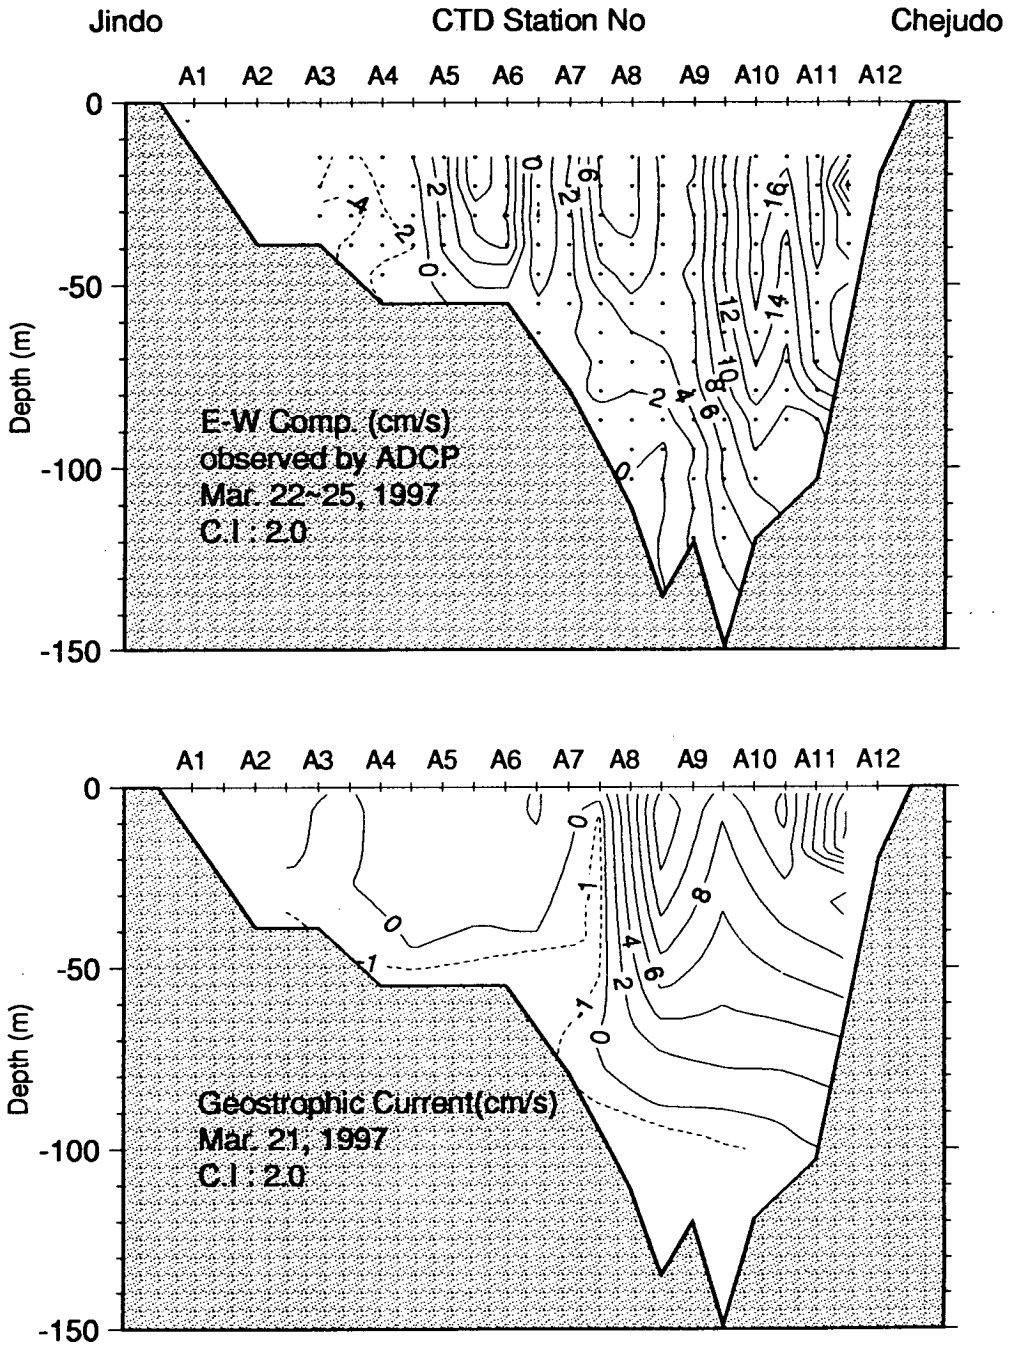 Jindo CTD Station No Chejudo
A1 A2 A3 A4 A5 A6 A7 A8 A9 A10 A11 A12
0
-50
-100
-150
Depth (m)
-4
-2
0
2
0
2
6
16
14
12
10
8
6
4
2
0
E-W Comp. (cm/s)
observed by ADCP
Mar. 22~25, 1997
C.I : 2.0
A1 A2 A3 A4 A5 A6 A7 A8 A9 A10 A11 A12
0
-50
-100
-150
Depth (m)
0
-1
0
-1
-1
0
2
4
6
8
Geostrophic Current(cm/s)
Mar. 21, 1997
C.I : 2.0